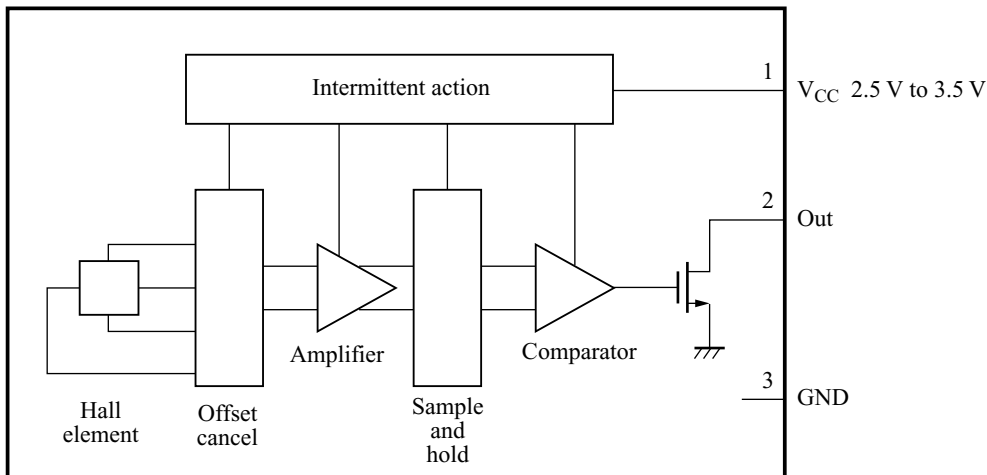 Intermittent action
1
VCC 2.5 V to 3.5 V
2
Out
Amplifier
Comparator
3
GND
Hall
element
Offset
cancel
Sample
and
hold